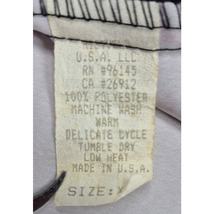 U.S.A. LLC
RN #96145
CA #26912
100% POLYESTER
MACHINE WASH
WARM
DELICATE CYCLE
TUMBLE DRY
LOW HEAT
MADE IN U.S.A.
SIZE: